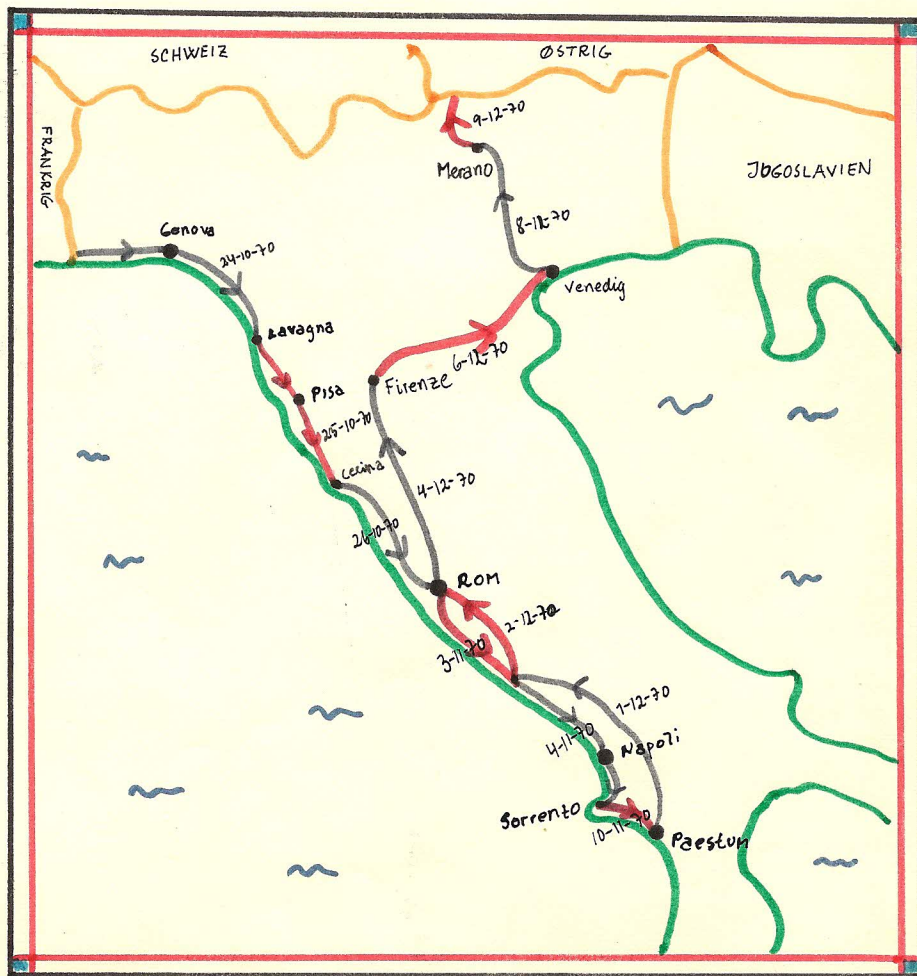 SCHWEIZ
ØSTRIG
FRANKRIG
JOGOSLAVIEN
9-12-70
Merano
8-12-70
Genova
24-10-70
Venedig
Lavagna
6-12-70
Firenze
Pisa
25-10-70
Cecina
4-12-70
26-10-70
ROM
2-12-70
3-11-70
1-12-70
4-11-70
Napoli
Sorrento
10-11-70
Paestum